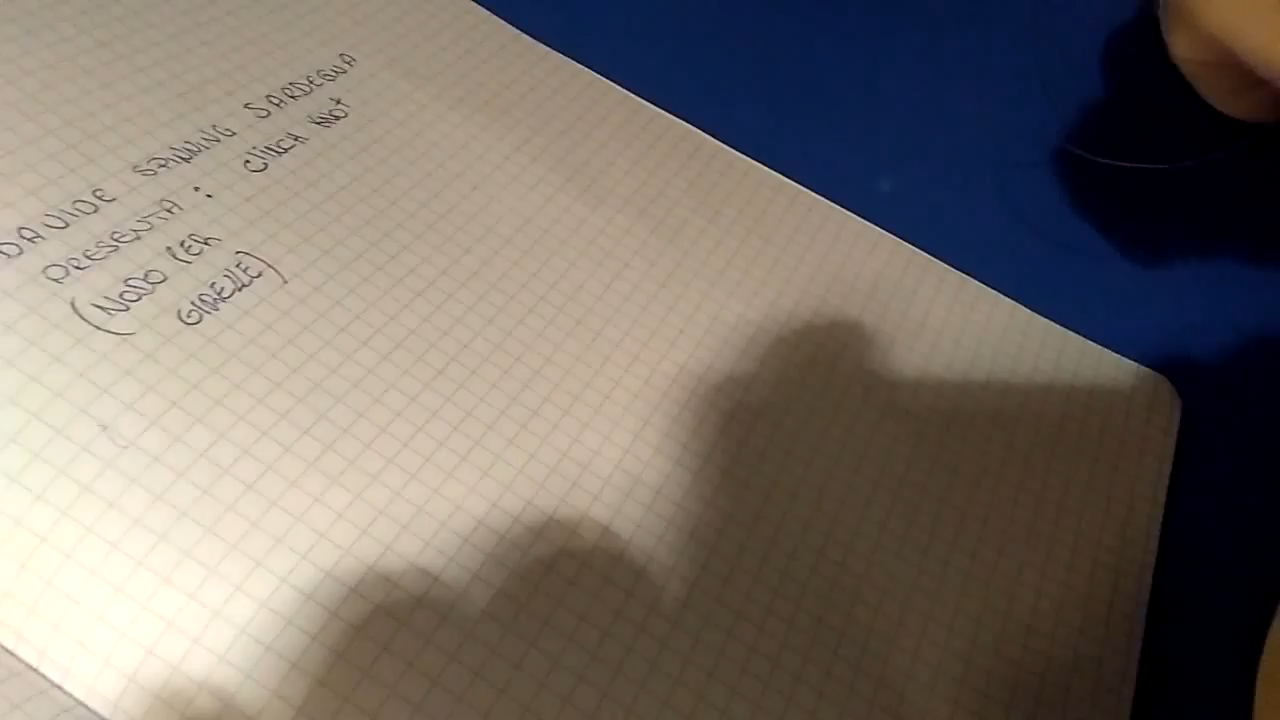 DAVIDE SPINNING SARDEGNA
PRESENTA: Clinch KNOT
(NODO PER
GIRELLE)